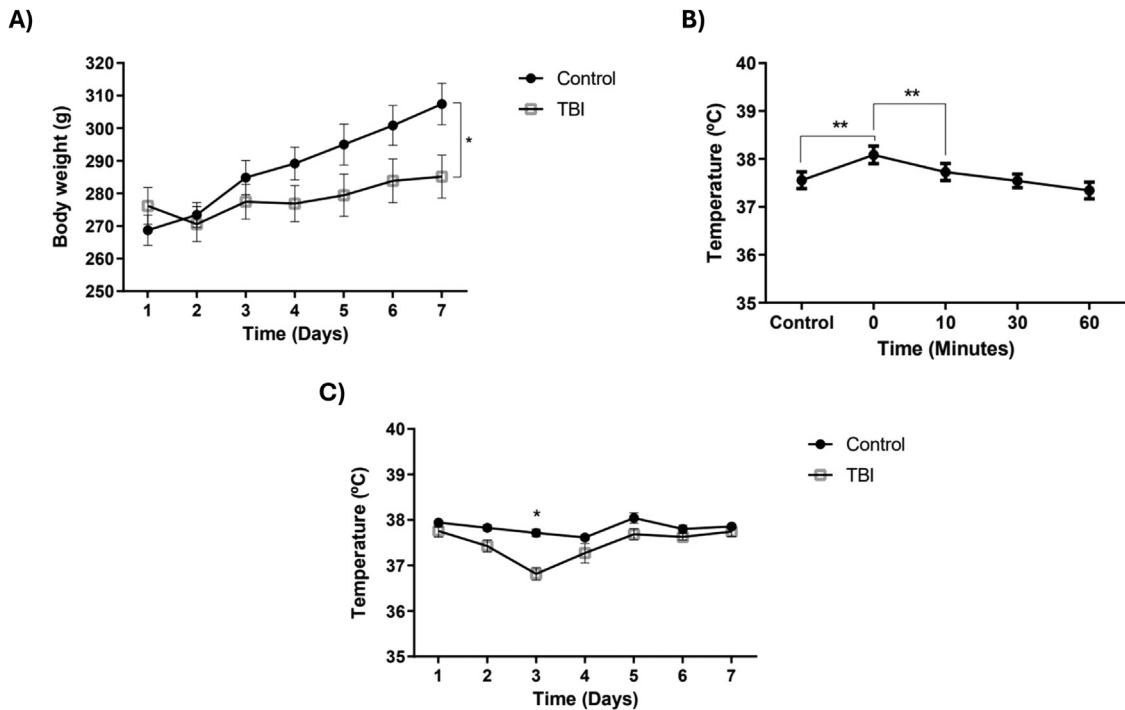 A)
320
310
300
290
280
270
260
250
Body weight (g)
1 2 3 4 5 6 7
Time (Days)
Control
TBI
*
B)
40
39
38
37
36
35
Temperature (ºC)
**
**
Control 0 10 30 60
Time (Minutes)
C)
40
39
38
37
36
35
Temperature (ºC)
*
1 2 3 4 5 6 7
Time (Days)
Control
TBI